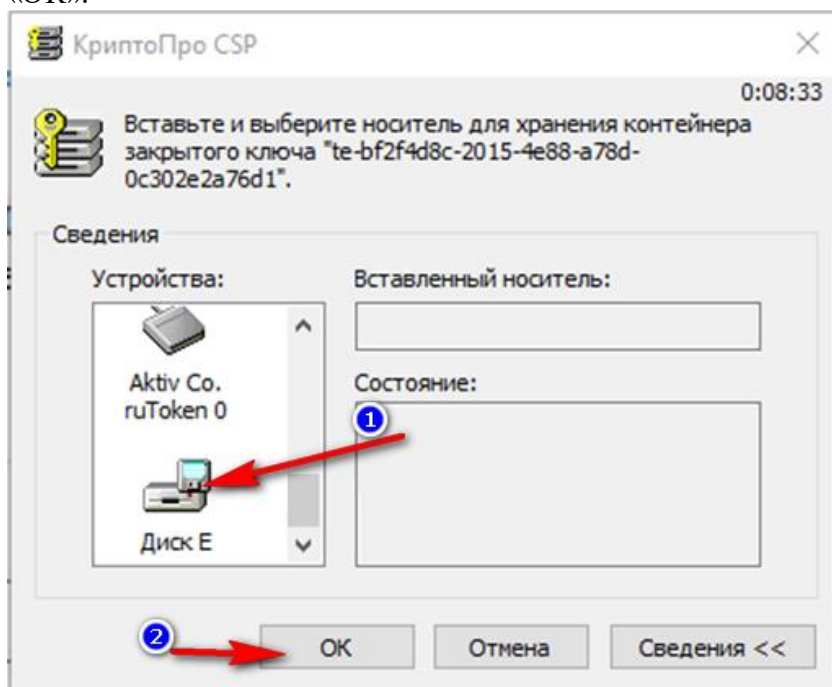 «ОК».
КриптоПро CSP
0:08:33
Вставьте и выберите носитель для хранения контейнера
закрытого ключа "te-bf2f4d8c-2015-4e88-a78d-
0c302e2a76d1".
Сведения
Устройства:
Вставленный носитель:
Aktiv Co.
ruToken 0
Состояние:
1
Диск E
2
ОК
Отмена
Сведения <<